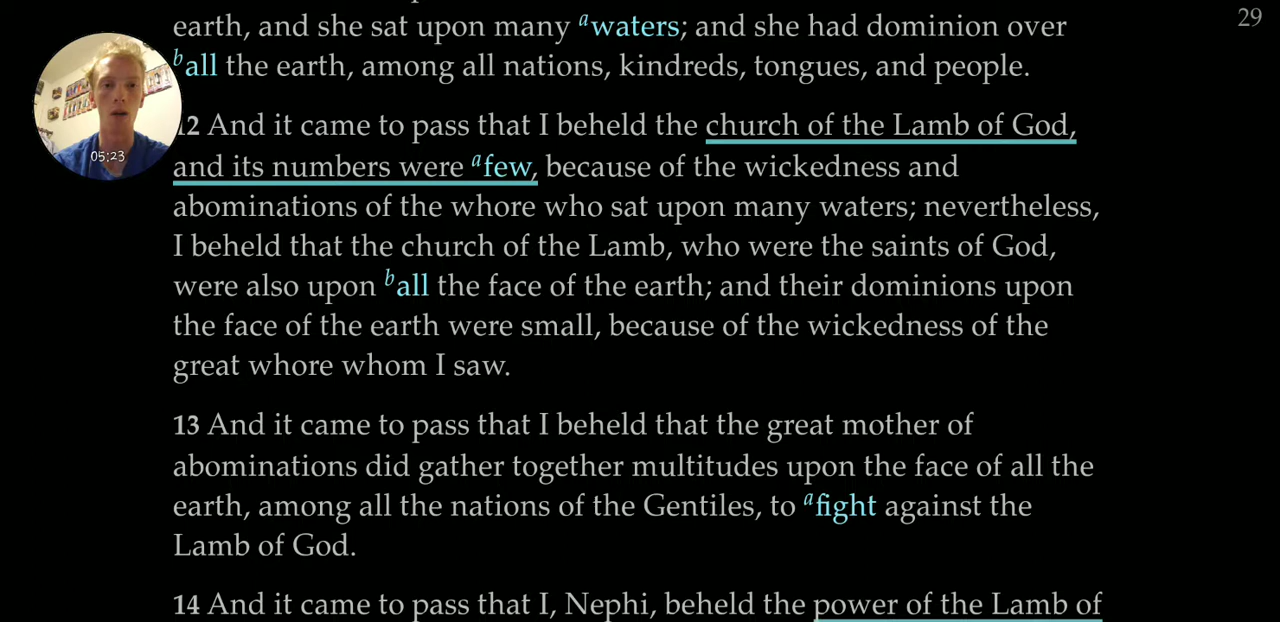 29
earth, and she sat upon many a waters; and she had dominion over
b all the earth, among all nations, kindreds, tongues, and people.
05:23
12 And it came to pass that I beheld the church of the Lamb of God,
and its numbers were a few, because of the wickedness and
abominations of the whore who sat upon many waters; nevertheless,
I beheld that the church of the Lamb, who were the saints of God,
were also upon b all the face of the earth; and their dominions upon
the face of the earth were small, because of the wickedness of the
great whore whom I saw.
13 And it came to pass that I beheld that the great mother of
abominations did gather together multitudes upon the face of all the
earth, among all the nations of the Gentiles, to a fight against the
Lamb of God.
14 And it came to pass that I, Nephi, beheld the power of the Lamb of